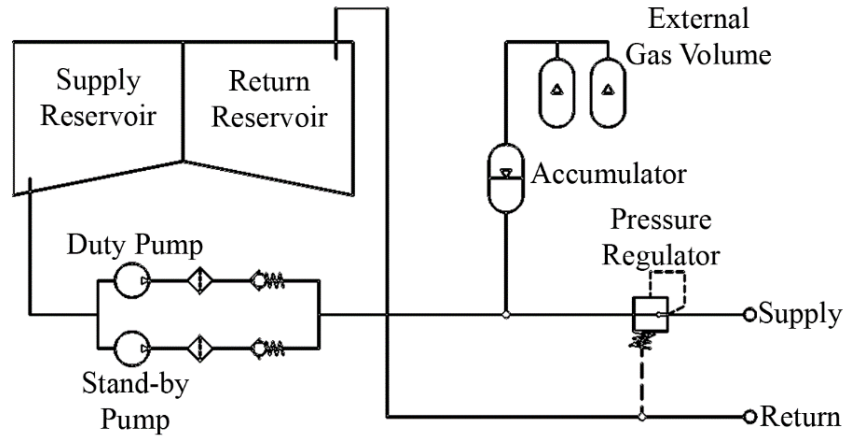 External
Gas Volume
Supply
Reservoir
Return
Reservoir
Accumulator
Pressure
Regulator
Duty Pump
Supply
Stand-by
Pump
Return